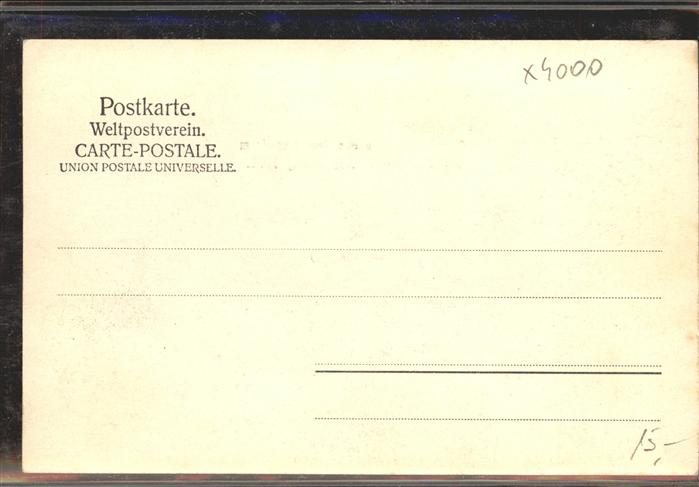 x4000
Postkarte.
Weltpostverein.
CARTE-POSTALE.
UNION POSTALE UNIVERSELLE.
15,-